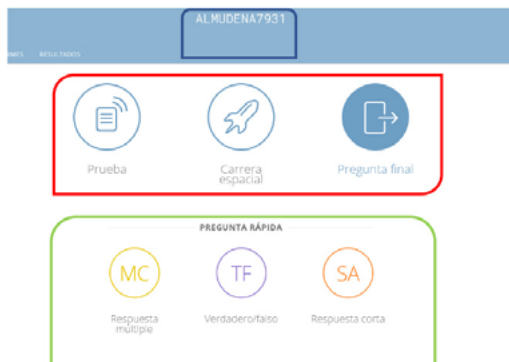 ALMUDENA7931
RESULTADOS
Prueba
Carrera
espacial
Pregunta final
PREGUNTA RÁPIDA
MC
TF
SA
Respuesta
múltiple
Verdadero/falso
Respuesta corta